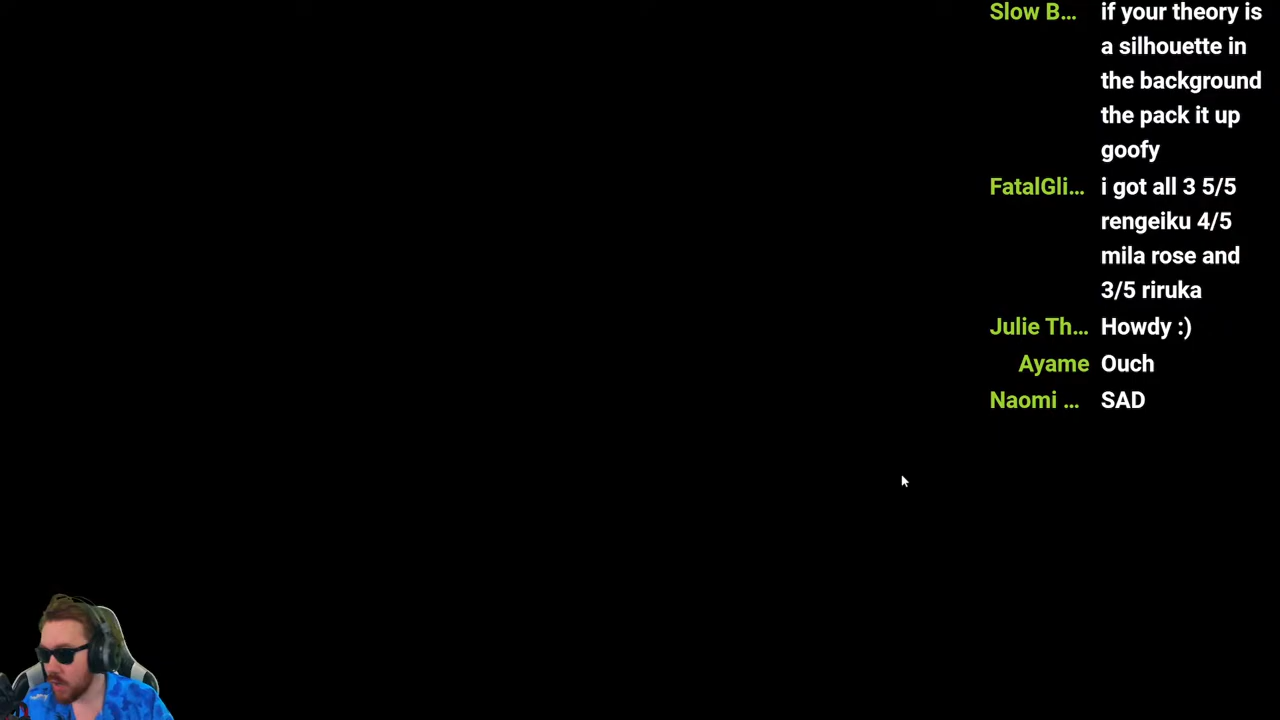 Slow B... if your theory is
a silhouette in
the background
the pack it up
goofy
FatalGli... i got all 3 5/5
rengeiku 4/5
mila rose and
3/5 riruka
Julie Th... Howdy :)
Ayame Ouch
Naomi ... SAD